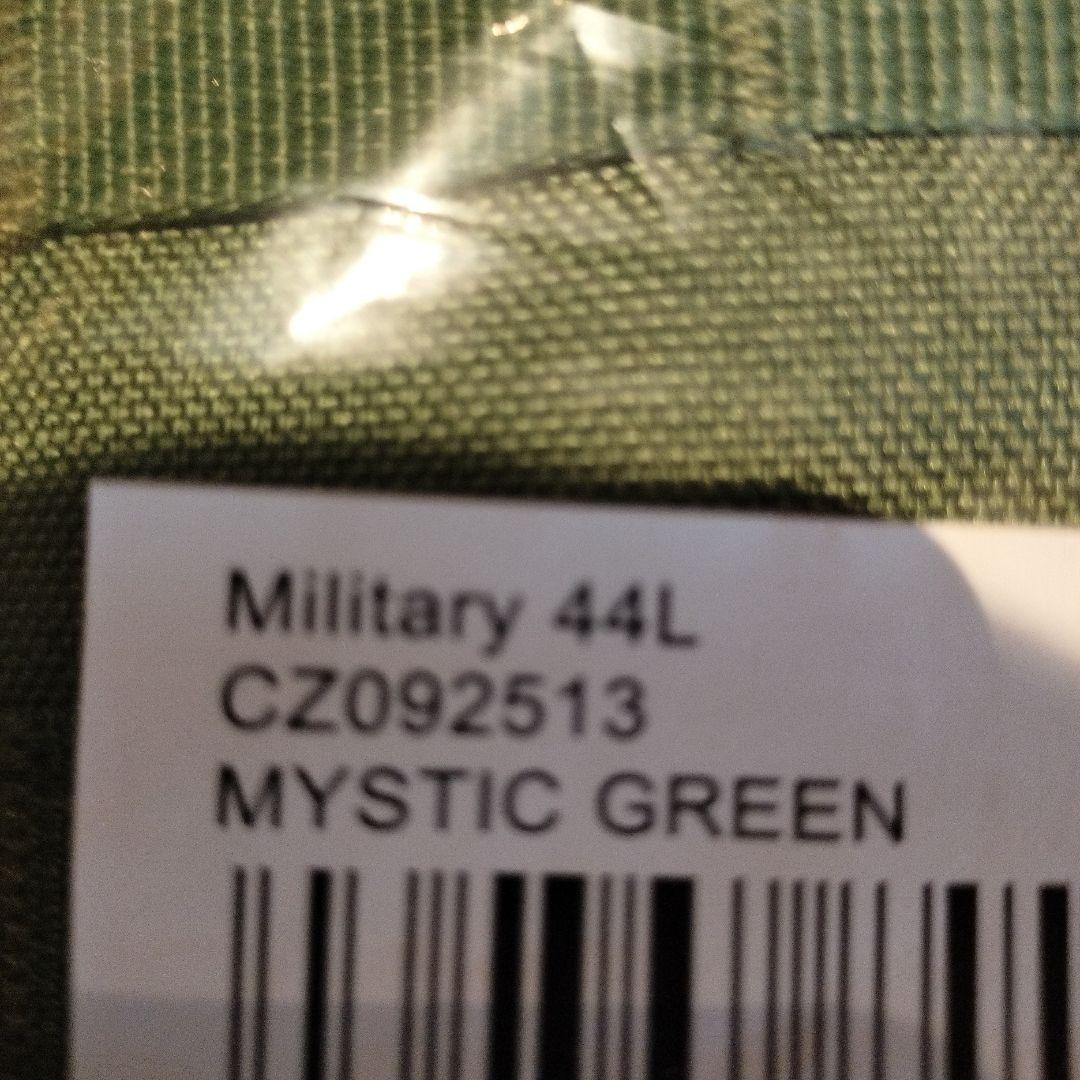 Military 44L
CZ092513
MYSTIC GREEN